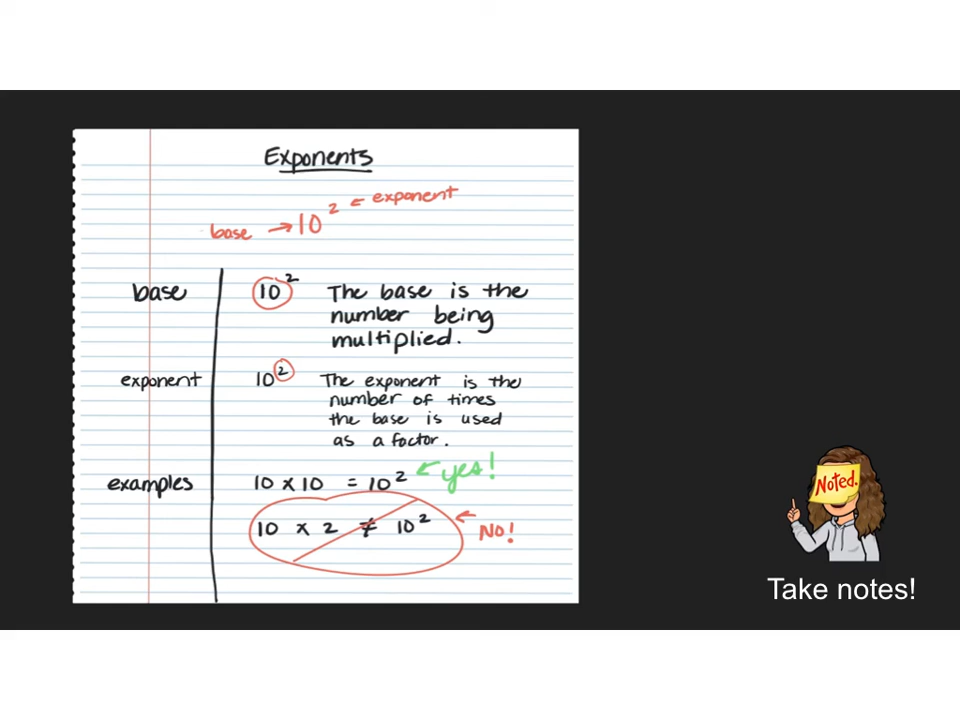 Exponents
base → 10² ← exponent
base 10² The base is the
number being
multiplied.
exponent 10² The exponent is the
number of times
the base is used
as a factor.
examples 10 × 10 = 10² ← yes!
10 × 2 ≠ 10² ← No!
Noted.
Take notes!